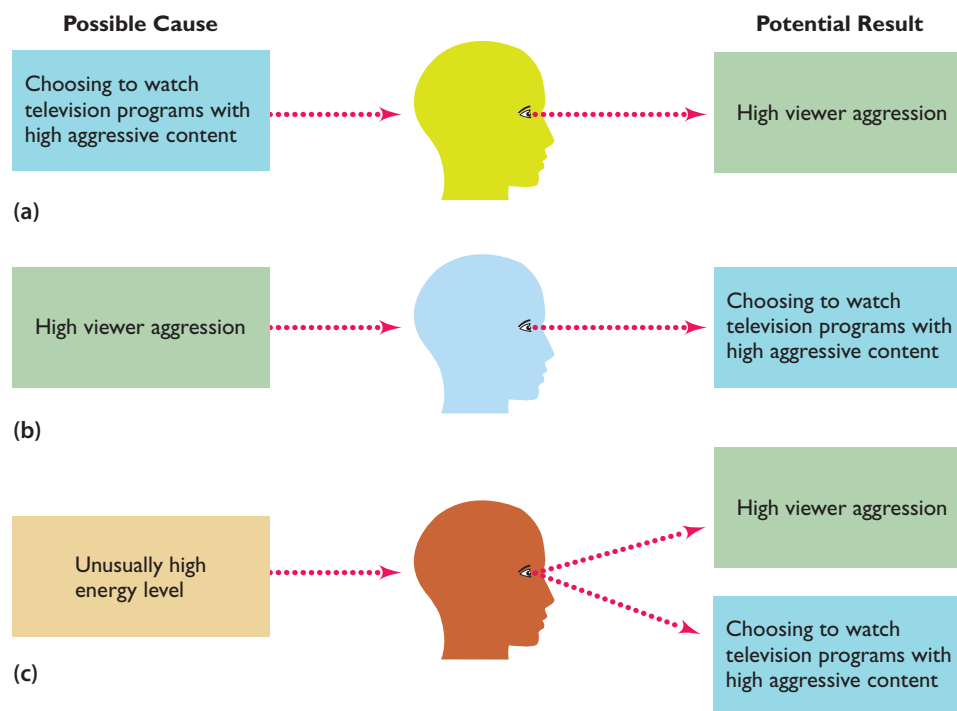 Possible Cause
Potential Result
Choosing to watch
television programs with
high aggressive content
High viewer aggression
(a)
High viewer aggression
Choosing to watch
television programs with
high aggressive content
(b)
Unusually high
energy level
High viewer aggression
Choosing to watch
television programs with
high aggressive content
(c)